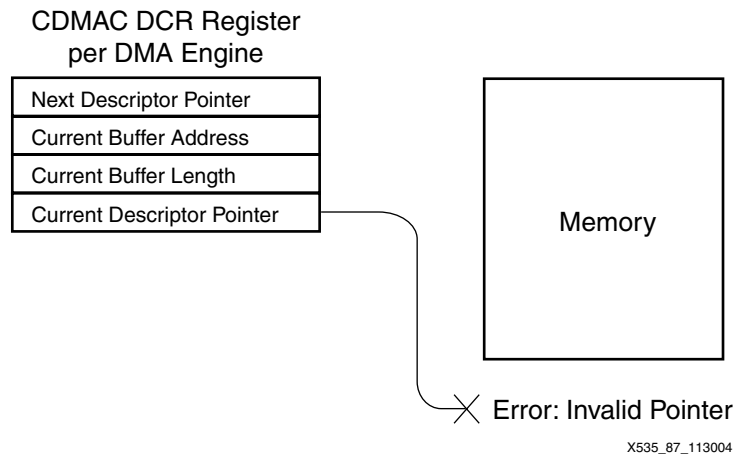 CDMAC DCR Register
per DMA Engine
Next Descriptor Pointer
Current Buffer Address
Current Buffer Length
Current Descriptor Pointer
Memory
Error: Invalid Pointer
X535_87_113004